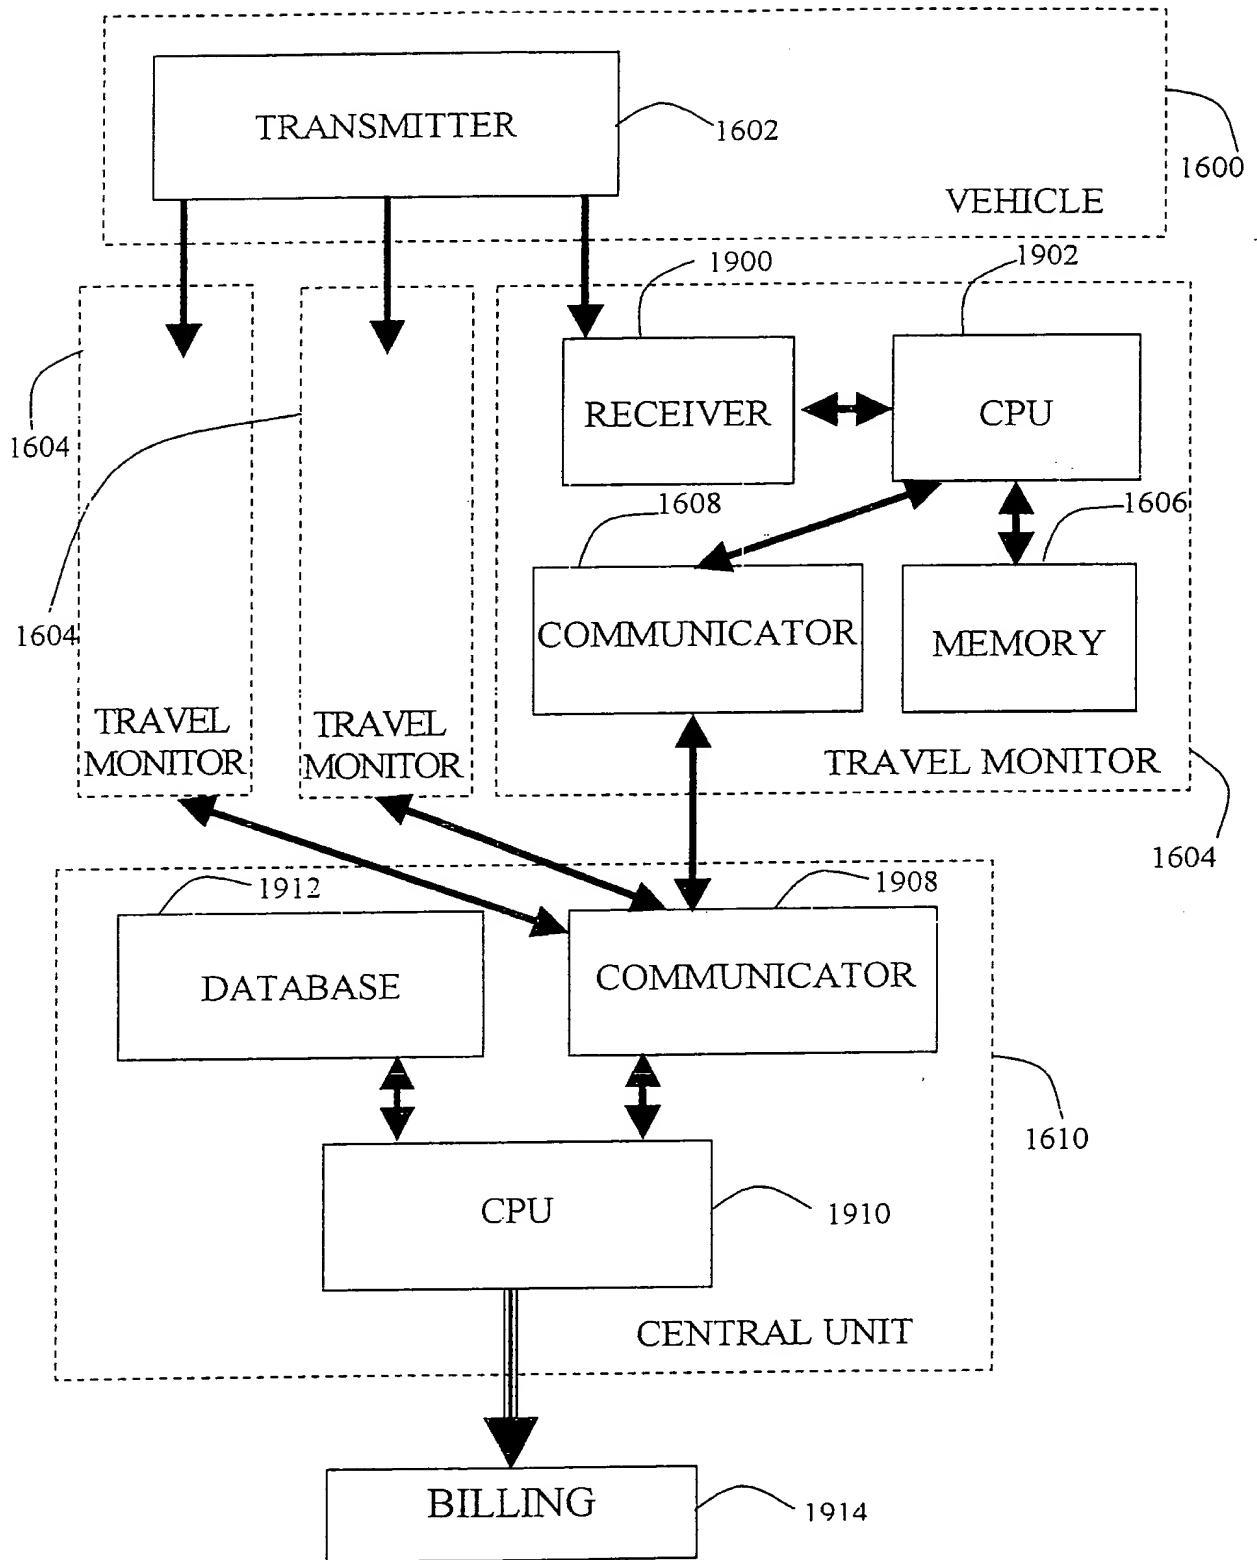 TRANSMITTER
1602
1600
VEHICLE
1900
1902
1604
RECEIVER
CPU
1608
1606
1604
COMMUNICATOR
MEMORY
TRAVEL
MONITOR
TRAVEL
MONITOR
TRAVEL MONITOR
1604
1912
1908
DATABASE
COMMUNICATOR
1610
CPU
1910
CENTRAL UNIT
BILLING
1914